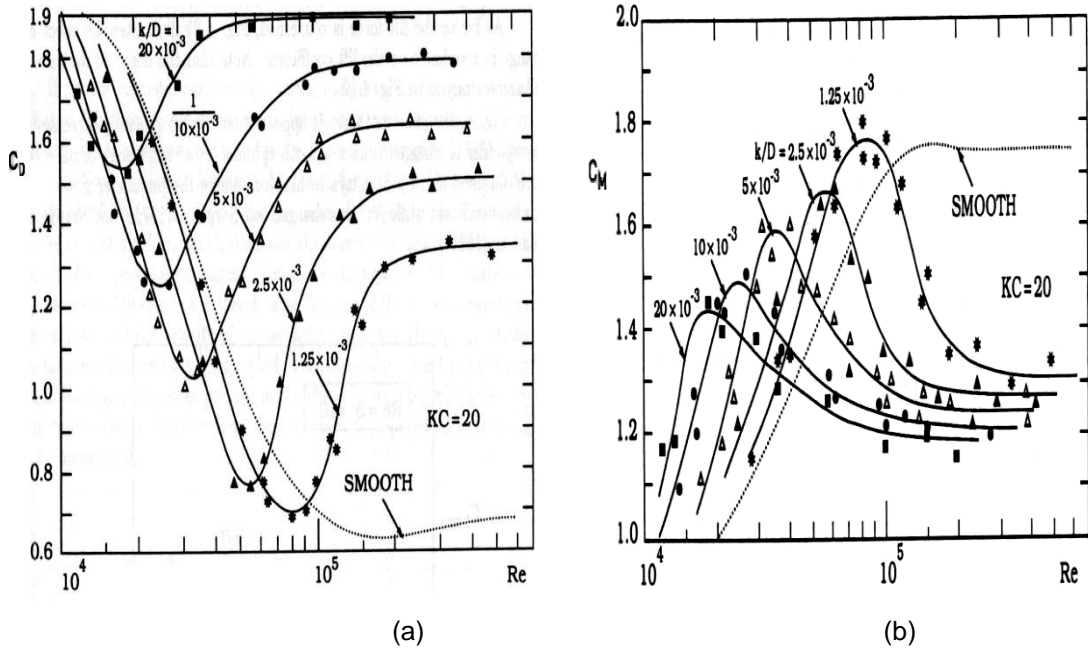 1.9
1.8
1.6
C_D
1.4
1.2
1.0
0.8
0.6
k/D=
20×10⁻³
10×10⁻³
5×10⁻³
2.5×10⁻³
1.25×10⁻³
KC=20
SMOOTH
10⁴
10⁵
Re
(a)
2.0
C_M
1.8
1.6
1.4
1.2
1.0
1.25×10⁻³
k/D= 2.5×10⁻³
5×10⁻³
10×10⁻³
20×10⁻³
SMOOTH
KC=20
10⁴
10⁵
Re
(b)